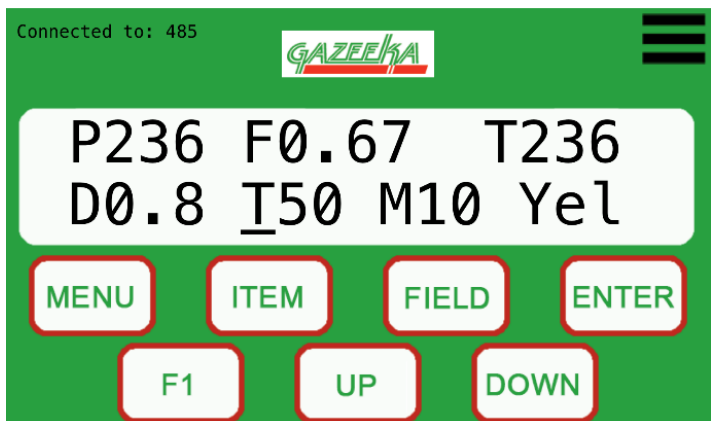 Connected to: 485
GAZEEKA
P236 F0.67 T236
D0.8 T50 M10 Yel
MENU ITEM FIELD ENTER
F1 UP DOWN